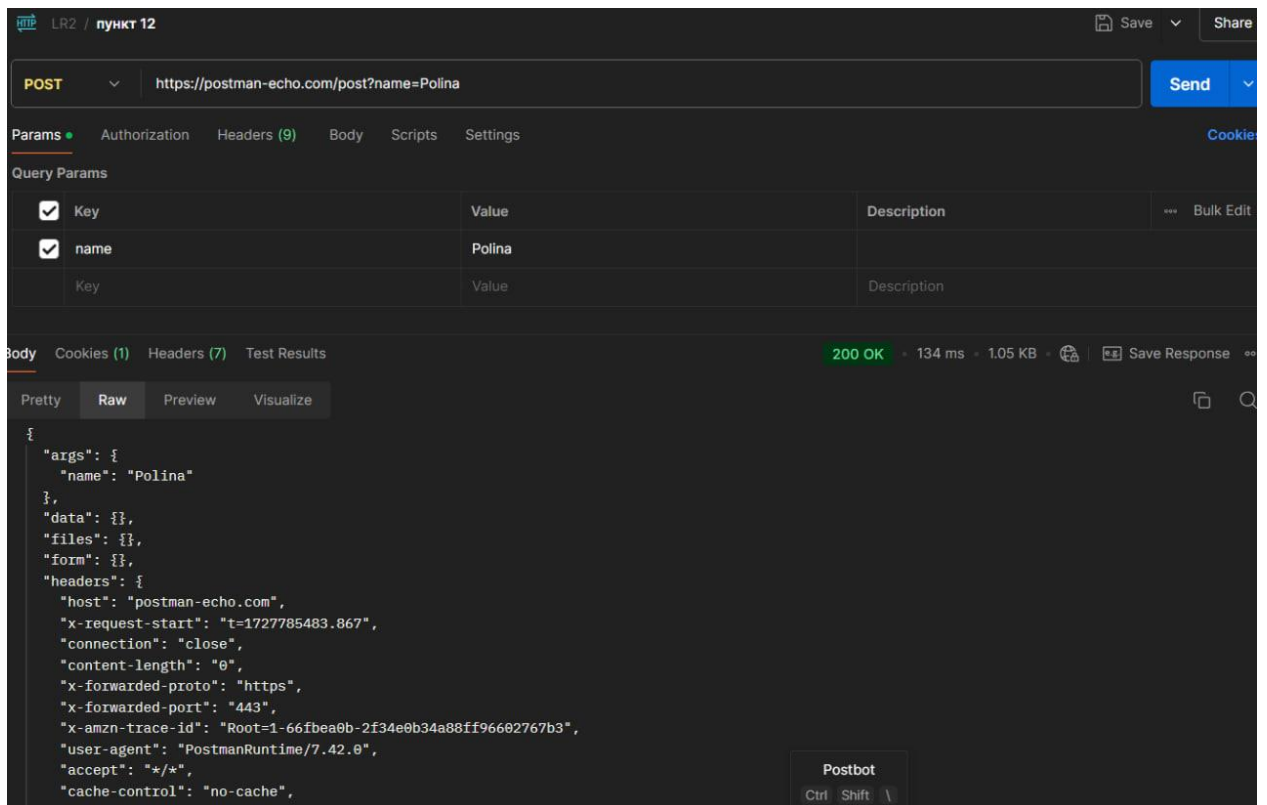 HTTP LR2 / пункт 12 Save Share
POST https://postman-echo.com/post?name=Polina Send
Params Authorization Headers (9) Body Scripts Settings Cookies
Query Params
Key Value Description Bulk Edit
name Polina
Key Value Description
Body Cookies (1) Headers (7) Test Results 200 OK 134 ms 1.05 KB e.g. Save Response
Pretty Raw Preview Visualize
{
"args": {
"name": "Polina"
},
"data": {},
"files": {},
"form": {},
"headers": {
"host": "postman-echo.com",
"x-request-start": "t=1727785483.867",
"connection": "close",
"content-length": "0",
"x-forwarded-proto": "https",
"x-forwarded-port": "443",
"x-amzn-trace-id": "Root=1-66fbea0b-2f34e0b34a88ff96602767b3",
"user-agent": "PostmanRuntime/7.42.0",
"accept": "*/*",
"cache-control": "no-cache",
Postbot
Ctrl Shift \